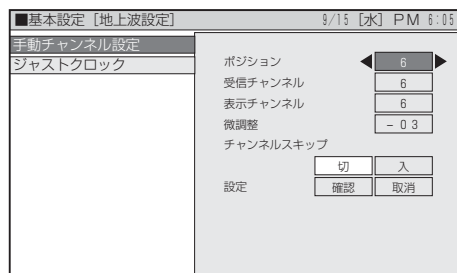 ■基本設定［地上波設定］ 9/15［水］PM 6:05
手動チャンネル設定
ジャストクロック
ポジション ◀ 6 ▶
受信チャンネル 6
表示チャンネル 6
微調整 －03
チャンネルスキップ
切 入
設定 確認 取消